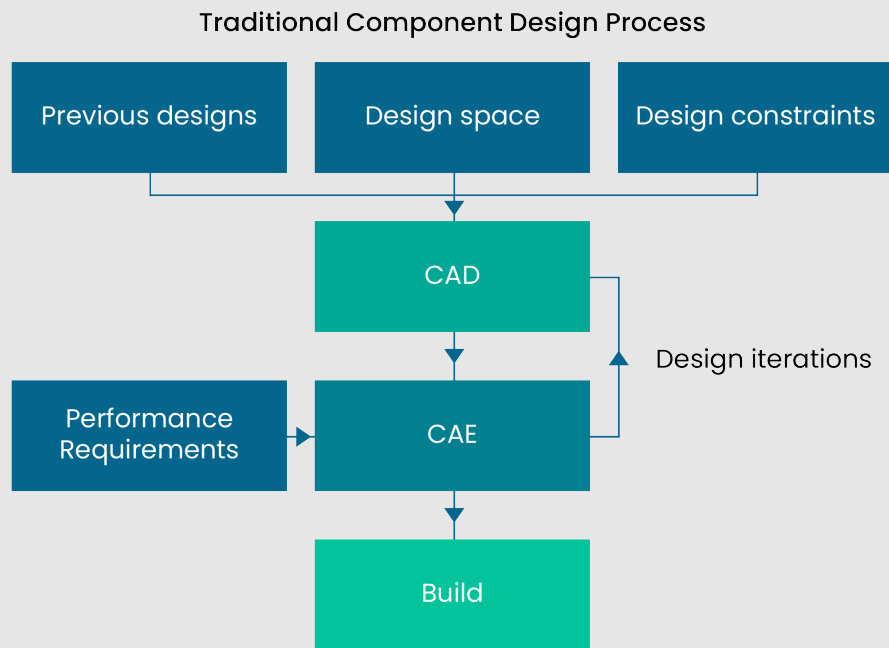 Traditional Component Design Process
Previous designs
Design space
Design constraints
CAD
Design iterations
Performance
Requirements
CAE
Build